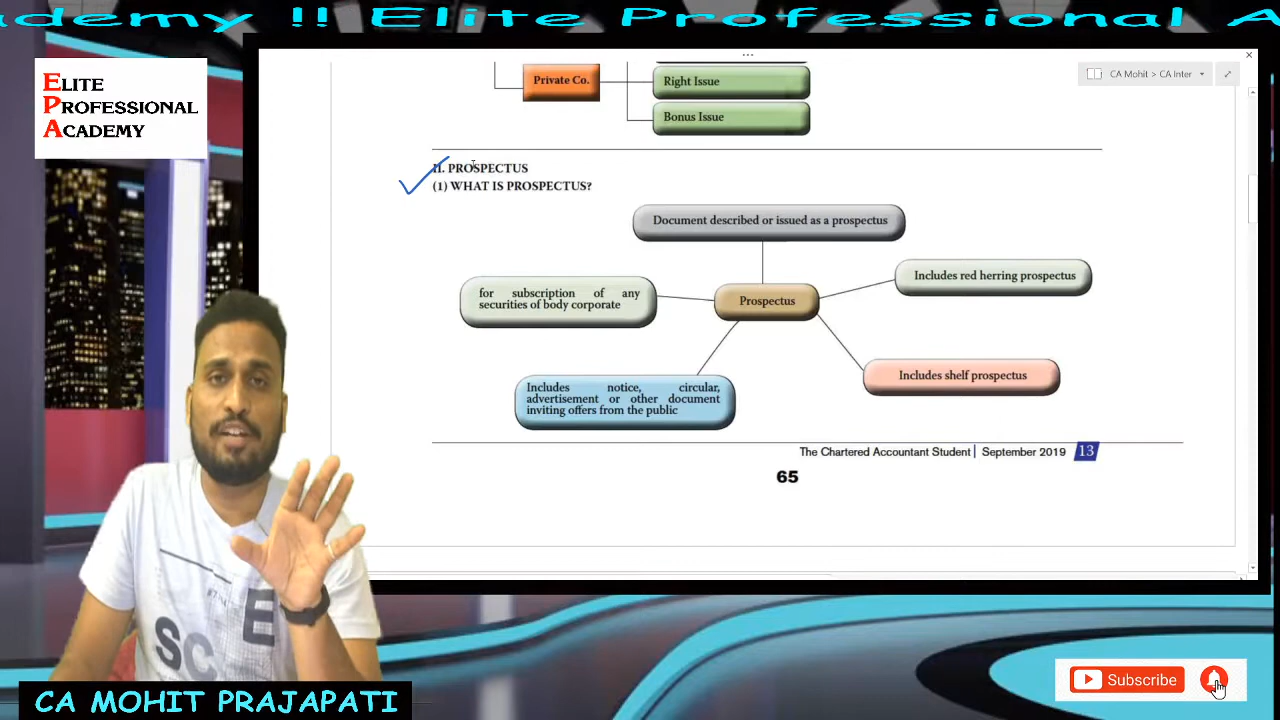 ademy !! Elite Professional A
ELITE
PROFESSIONAL
ACADEMY
CA Mohit > CA Inter
Private Co.
Right Issue
Bonus Issue
II. PROSPECTUS
(1) WHAT IS PROSPECTUS?
Document described or issued as a prospectus
Includes red herring prospectus
for subscription of any
securities of body corporate
Prospectus
Includes shelf prospectus
Includes notice, circular,
advertisement or other document
inviting offers from the public
The Chartered Accountant Student | September 2019 13
65
SC
E
Subscribe
CA MOHIT PRAJAPATI